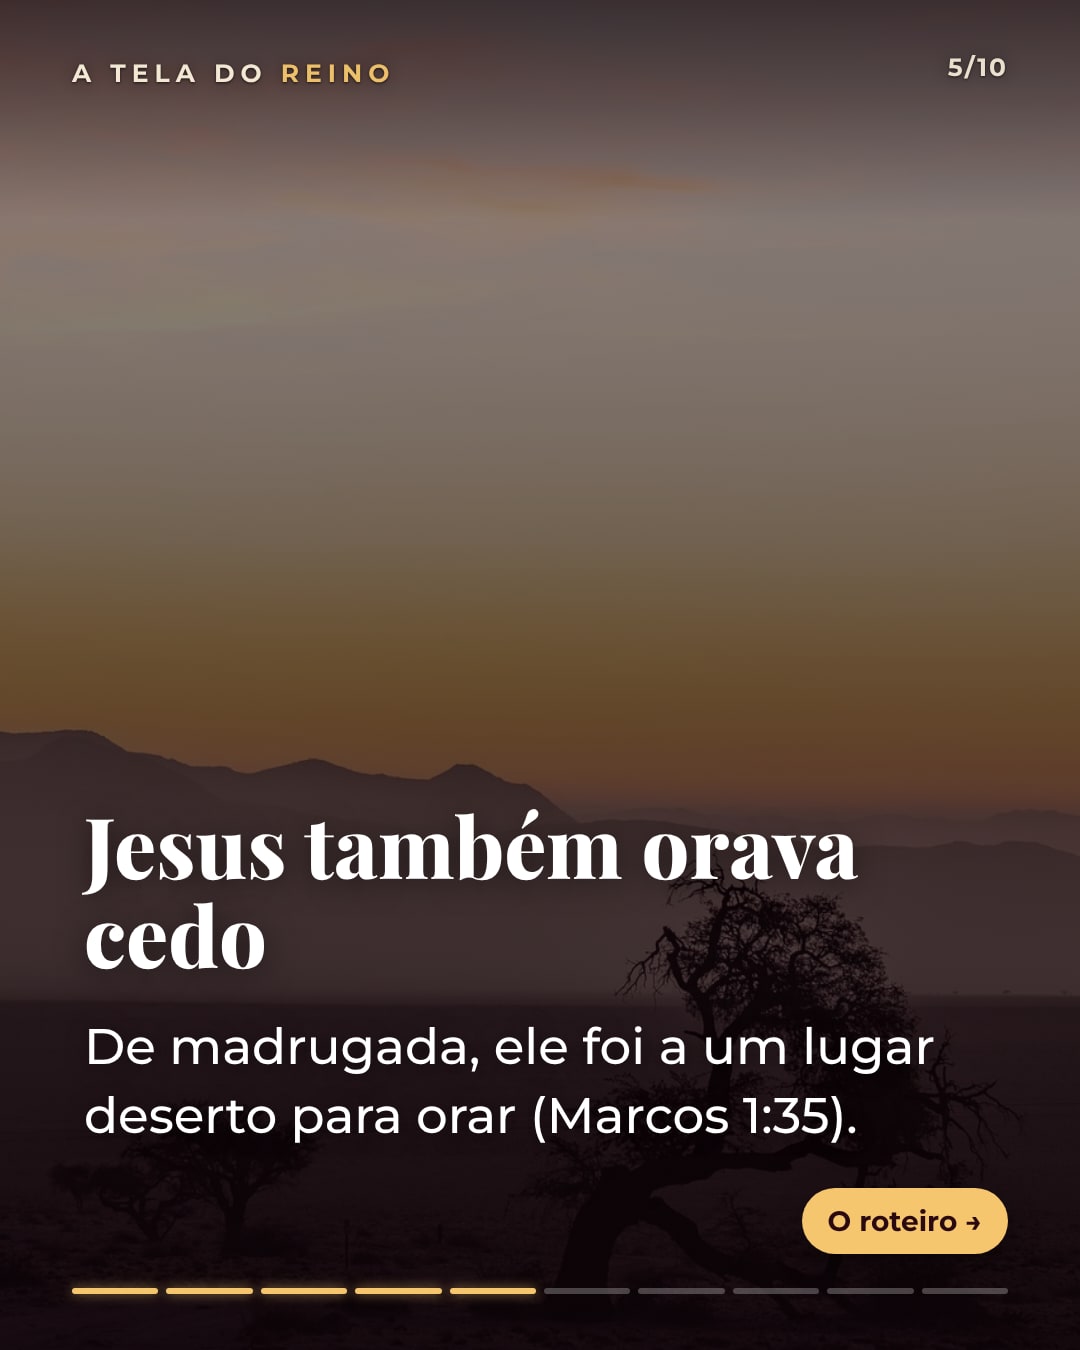 A TELA DO REINO
5/10
Jesus também orava
cedo
De madrugada, ele foi a um lugar
deserto para orar (Marcos 1:35).
O roteiro →